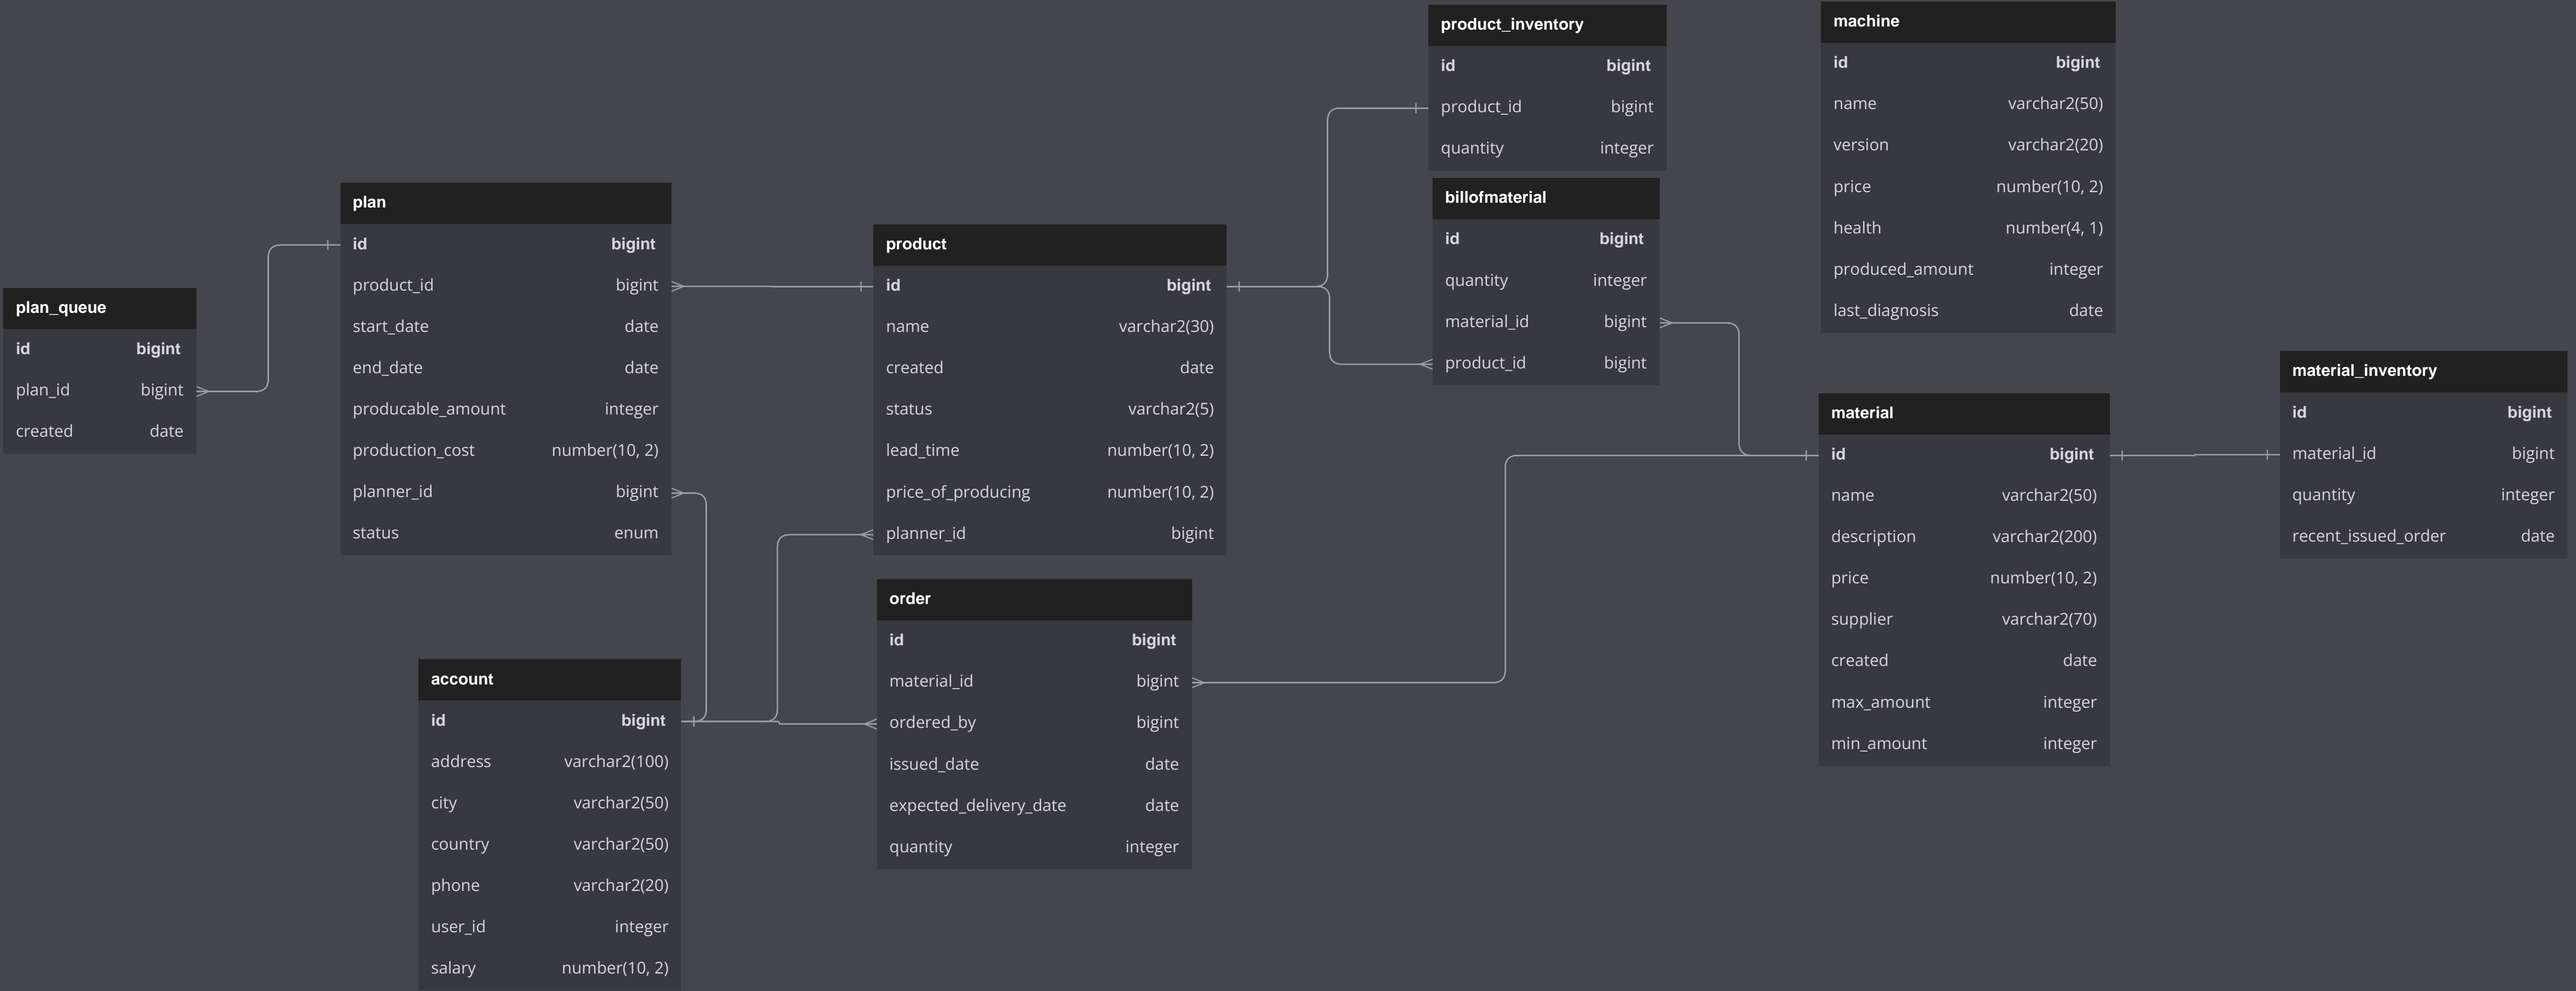 product_inventory
id bigint
product_id bigint
quantity integer
machine
id bigint
name varchar2(50)
version varchar2(20)
price number(10, 2)
health number(4, 1)
produced_amount integer
last_diagnosis date
plan
id bigint
product_id bigint
start_date date
end_date date
producable_amount integer
production_cost number(10, 2)
planner_id bigint
status enum
billofmaterial
id bigint
quantity integer
material_id bigint
product_id bigint
product
id bigint
name varchar2(30)
created date
status varchar2(5)
lead_time number(10, 2)
price_of_producing number(10, 2)
planner_id bigint
plan_queue
id bigint
plan_id bigint
created date
material_inventory
id bigint
material_id bigint
quantity integer
recent_issued_order date
material
id bigint
name varchar2(50)
description varchar2(200)
price number(10, 2)
supplier varchar2(70)
created date
max_amount integer
min_amount integer
order
id bigint
material_id bigint
ordered_by bigint
issued_date date
expected_delivery_date date
quantity integer
account
id bigint
address varchar2(100)
city varchar2(50)
country varchar2(50)
phone varchar2(20)
user_id integer
salary number(10, 2)